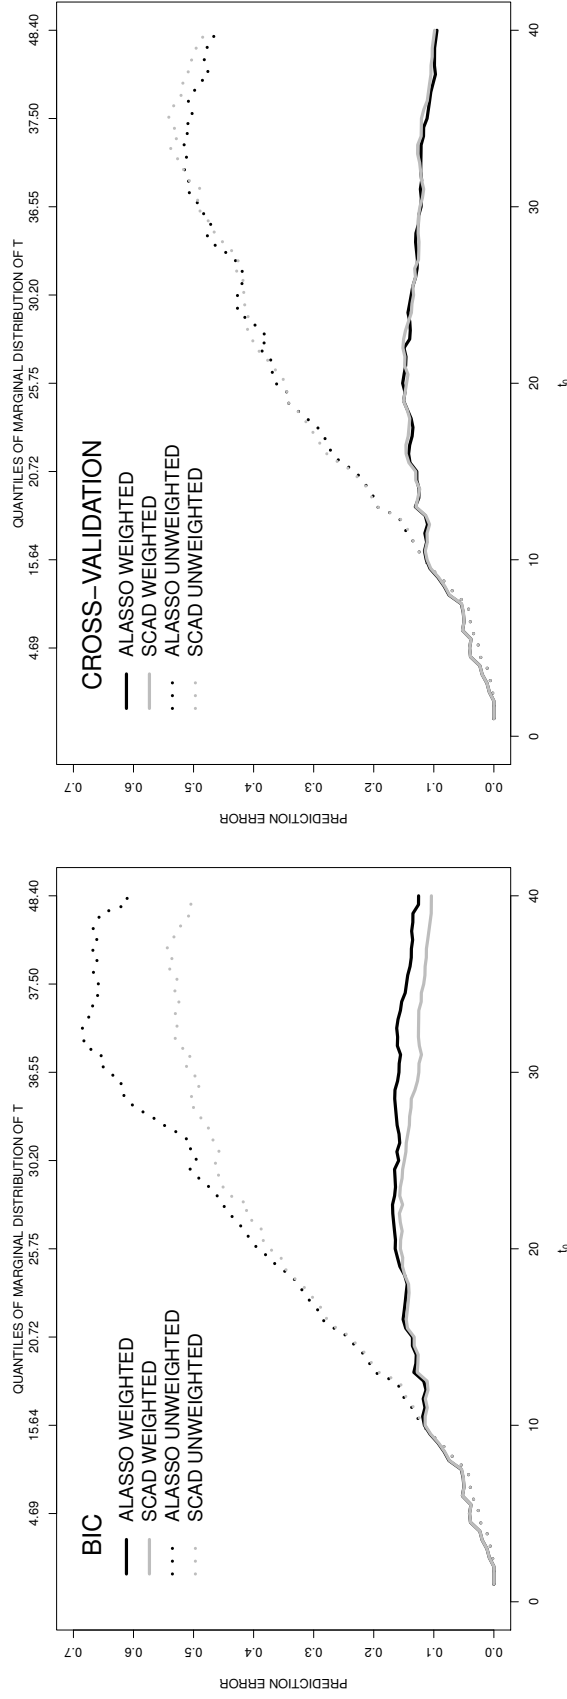 QUANTILES OF MARGINAL DISTRIBUTION OF T
4.69 15.64 20.72 25.75 30.20 36.55 37.50 48.40
BIC
ALASSO WEIGHTED
SCAD WEIGHTED
ALASSO UNWEIGHTED
SCAD UNWEIGHTED
PREDICTION ERROR
0.7
0.6
0.5
0.4
0.3
0.2
0.1
0.0
0 10 20 30 40
QUANTILES OF MARGINAL DISTRIBUTION OF T
4.69 15.64 20.72 25.75 30.20 36.55 37.50 48.40
CROSS−VALIDATION
ALASSO WEIGHTED
SCAD WEIGHTED
ALASSO UNWEIGHTED
SCAD UNWEIGHTED
PREDICTION ERROR
0.7
0.6
0.5
0.4
0.3
0.2
0.1
0.0
0 10 20 30 40